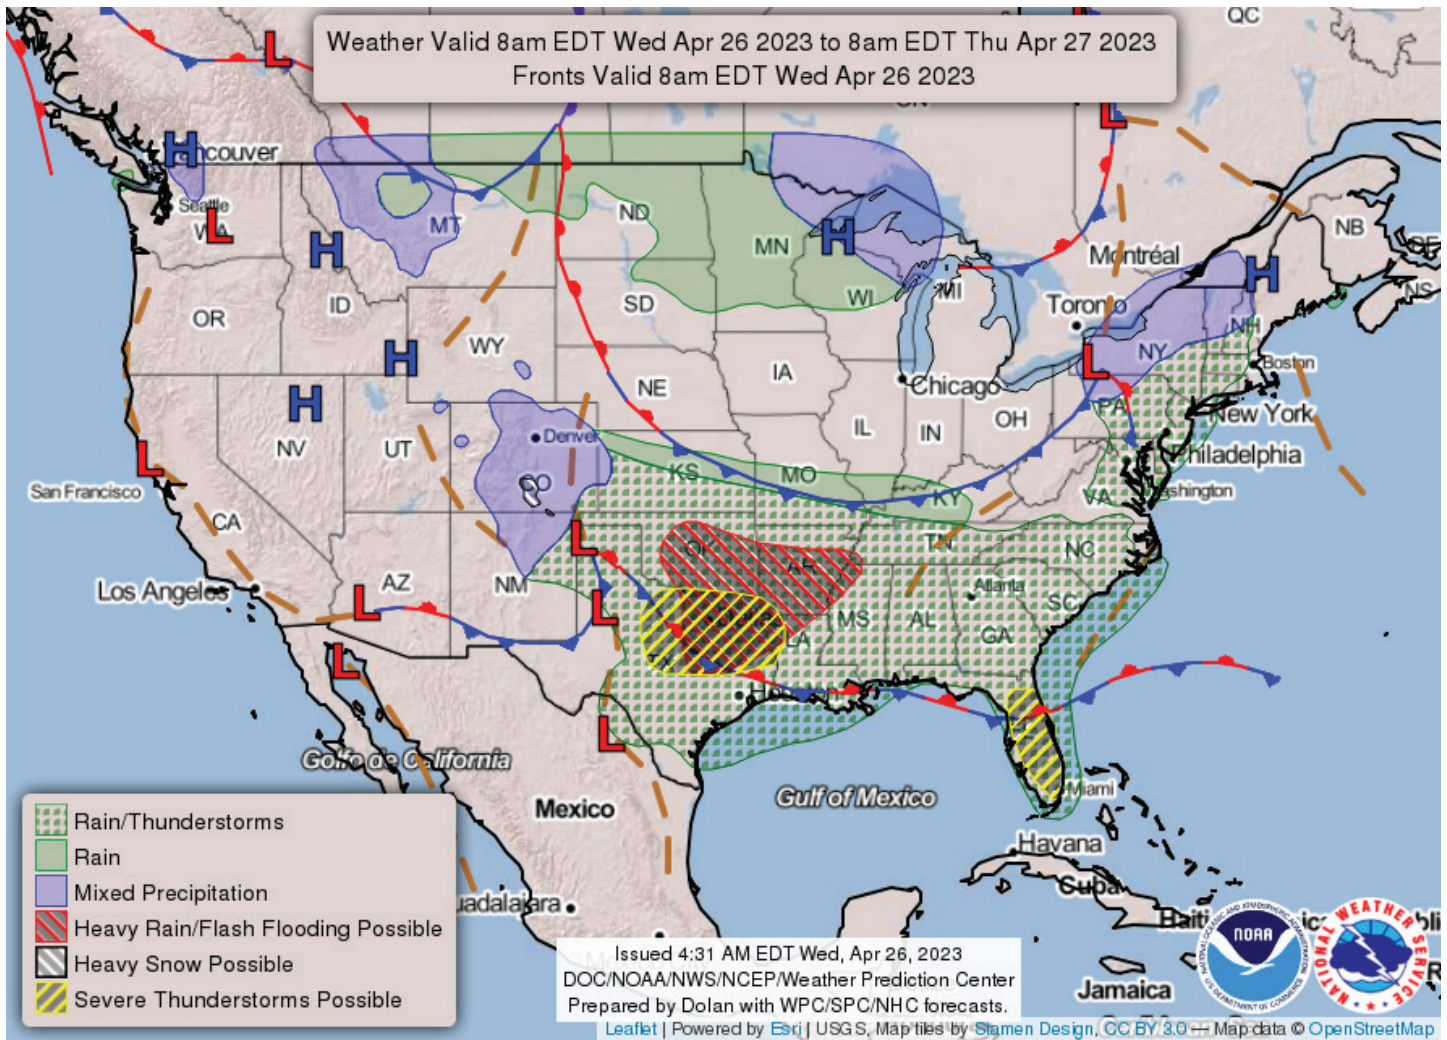 QC
Weather Valid 8am EDT Wed Apr 26 2023 to 8am EDT Thu Apr 27 2023
Fronts Valid 8am EDT Wed Apr 26 2023
L
L
H
H
Seattle
WA
L
H
MT
ND
MN
H
Montréal
NB
H
NS
OR
ID
SD
WI
MI
Toronto
NH
WY
H
NE
IA
Chicago
L
NY
Boston
PA
New York
H
NV
UT
Denver
IL
IN
OH
L
San Francisco
CO
KS
MO
KY
VA
Philadelphia
CA
L
OK
AR
TN
NC
Los Angeles
L
AZ
NM
L
MS
AL
Atlanta
GA
SC
L
TX
LA
L
Golfo de California
Mexico
Gulf of Mexico
Miami
Havana
Cuba
Jamaica
Rain/Thunderstorms
Rain
Mixed Precipitation
Heavy Rain/Flash Flooding Possible
Heavy Snow Possible
Severe Thunderstorms Possible
Issued 4:31 AM EDT Wed, Apr 26, 2023
DOC/NOAA/NWS/NCEP/Weather Prediction Center
Prepared by Dolan with WPC/SPC/NHC forecasts.
NOAA
NATIONAL WEATHER SERVICE
Leaflet | Powered by Esri | USGS, Map tiles by Stamen Design, CC BY 3.0 — Map data © OpenStreetMap